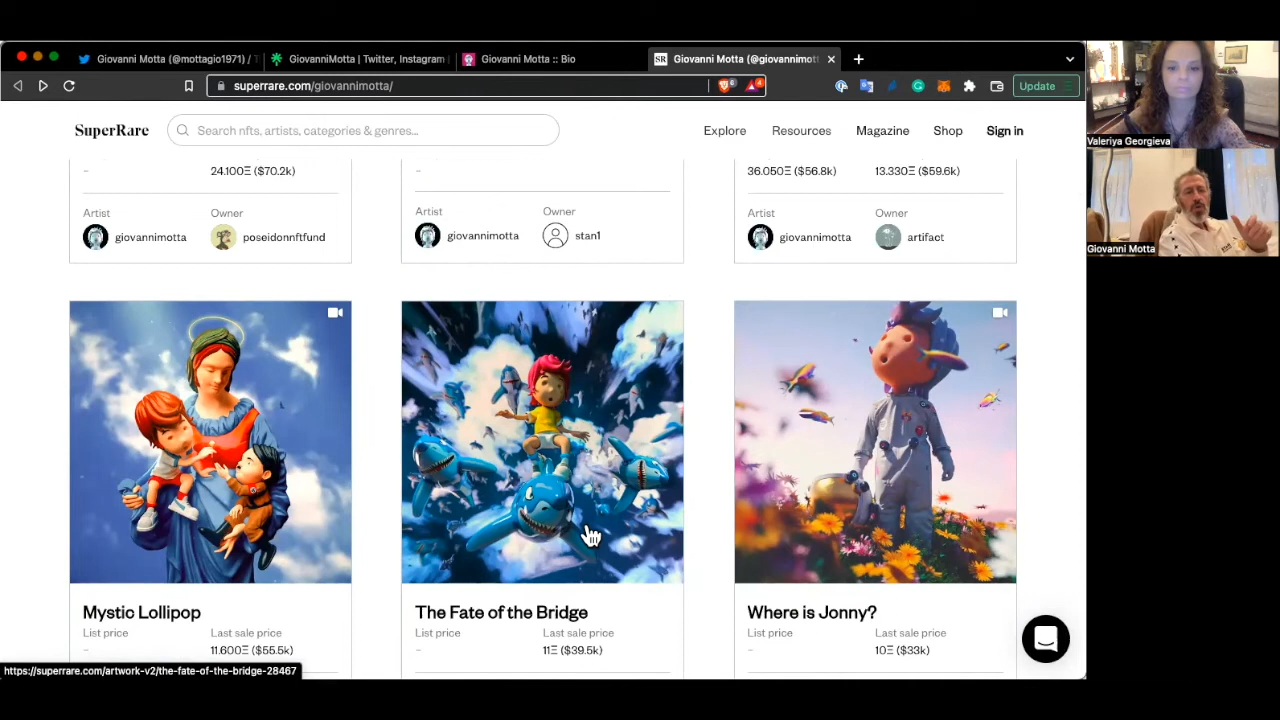 Giovanni Motta (@mottagio1971) / T
GiovanniMotta | Twitter, Instagram
Giovanni Motta :: Bio
SR Giovanni Motta (@giovannimott
superrare.com/giovannimotta/
6
4
Update
SuperRare
Search nfts, artists, categories & genres...
Explore
Resources
Magazine
Shop
Sign in
–
24.100Ξ ($70.2k)
–
36.050Ξ ($56.8k)
13.330Ξ ($59.6k)
Artist
Owner
giovannimotta
poseidonnftfund
Artist
Owner
giovannimotta
stan1
Artist
Owner
giovannimotta
artifact
Mystic Lollipop
List price
Last sale price
–
11.600Ξ ($55.5k)
The Fate of the Bridge
List price
Last sale price
–
11Ξ ($39.5k)
Where is Jonny?
List price
Last sale price
–
10Ξ ($33k)
https://superrare.com/artwork-v2/the-fate-of-the-bridge-28467
Valeriya Georgieva
Giovanni Motta